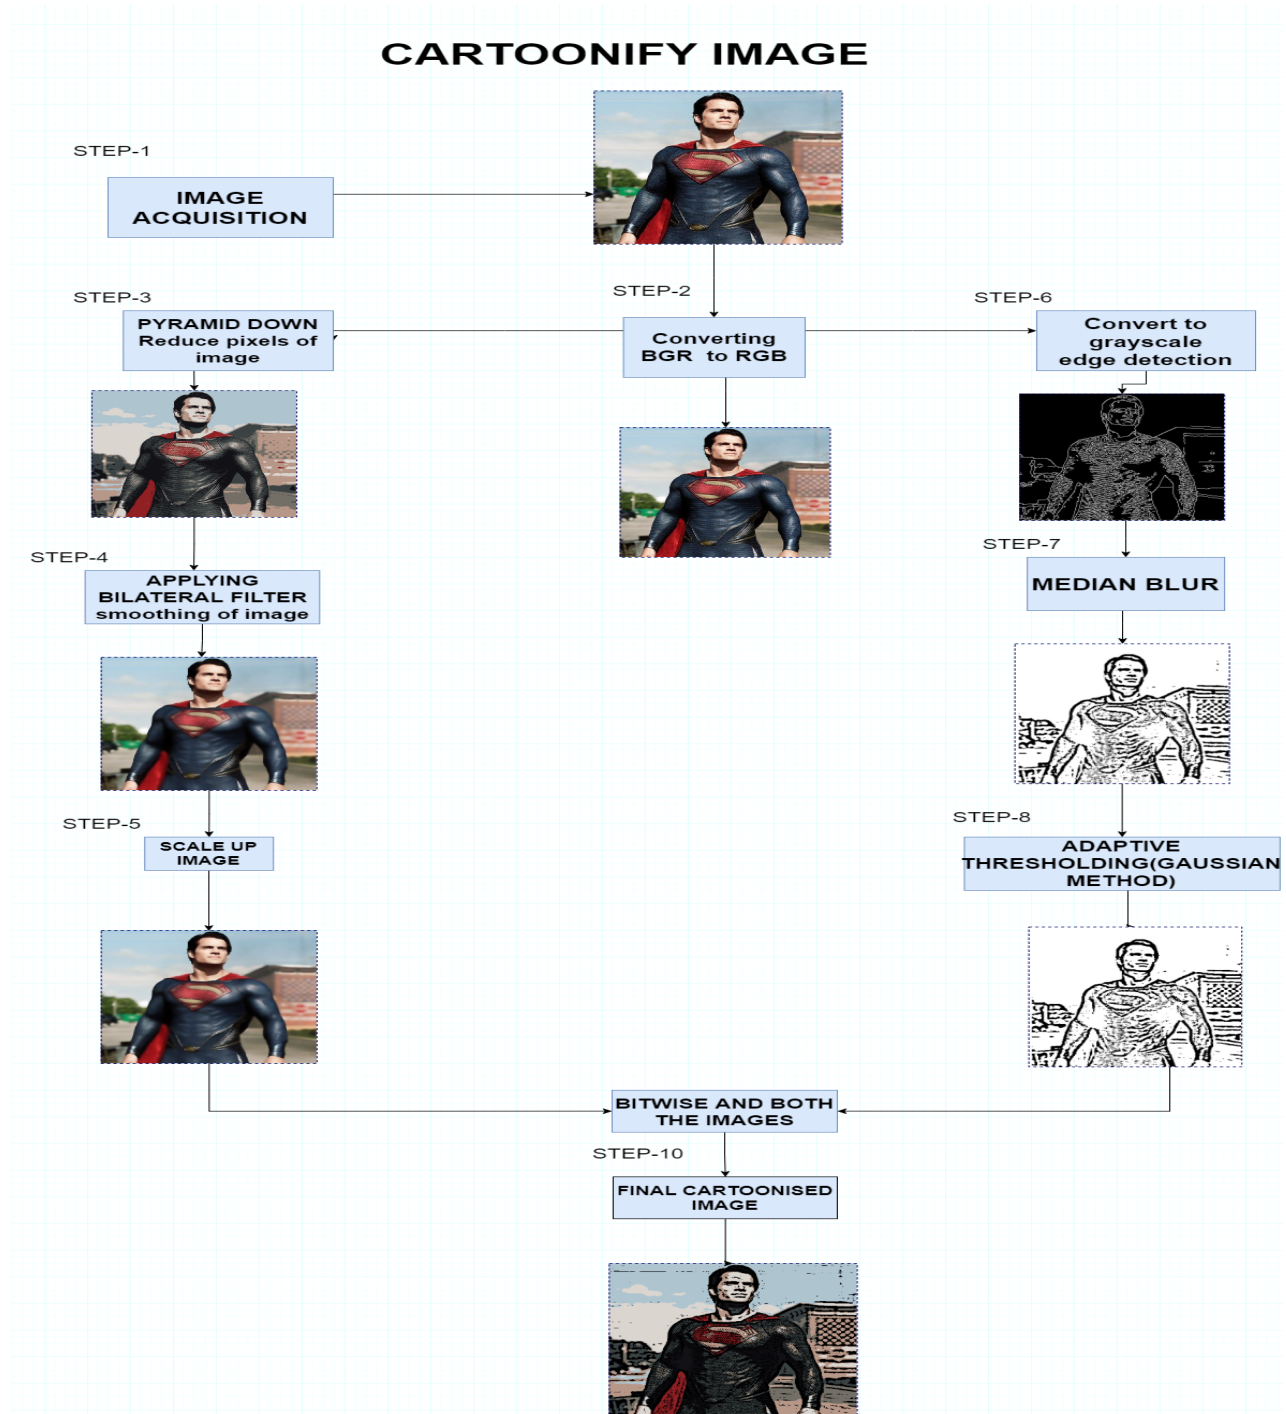 CARTOONIFY IMAGE
STEP-1
IMAGE
ACQUISITION
STEP-2
Converting
BGR to RGB
STEP-3
PYRAMID DOWN
Reduce pixels of
image
STEP-4
APPLYING
BILATERAL FILTER
smoothing of image
STEP-5
SCALE UP
IMAGE
STEP-6
Convert to
grayscale
edge detection
STEP-7
MEDIAN BLUR
STEP-8
ADAPTIVE
THRESHOLDING(GAUSSIAN
METHOD)
BITWISE AND BOTH
THE IMAGES
STEP-10
FINAL CARTOONISED
IMAGE